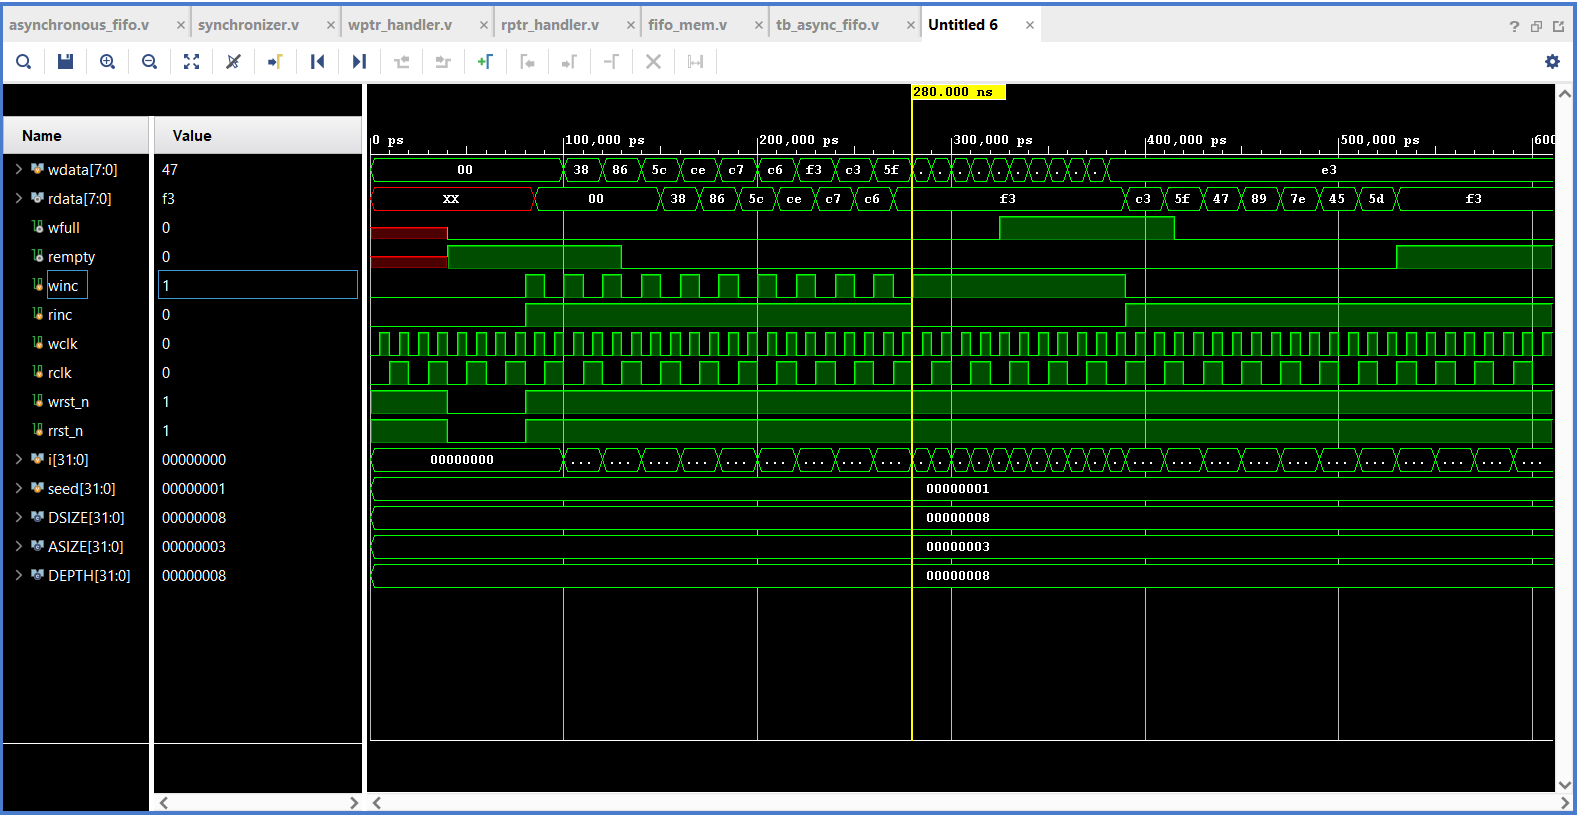 asynchronous_fifo.v × synchronizer.v × wptr_handler.v × rptr_handler.v × fifo_mem.v × tb_async_fifo.v × Untitled 6 × ?
280.000 ns
Name Value
0 ps 100,000 ps 200,000 ps 300,000 ps 400,000 ps 500,000 ps 600
wdata[7:0] 47 00 38 86 5c ce c7 c6 f3 c3 5f . . . . . . . . . . e3
rdata[7:0] f3 XX 00 38 86 5c ce c7 c6 f3 c3 5f 47 89 7e 45 5d f3
wfull 0
rempty 0
winc 1
rinc 0
wclk 0
rclk 0
wrst_n 1
rrst_n 1
i[31:0] 00000000 00000000 ... ... ... ... ... ... ... ... ... . . . . . . . . . . ... ... ... ... ... ... ... ... ... ... ...
seed[31:0] 00000001 00000001
DSIZE[31:0] 00000008 00000008
ASIZE[31:0] 00000003 00000003
DEPTH[31:0] 00000008 00000008